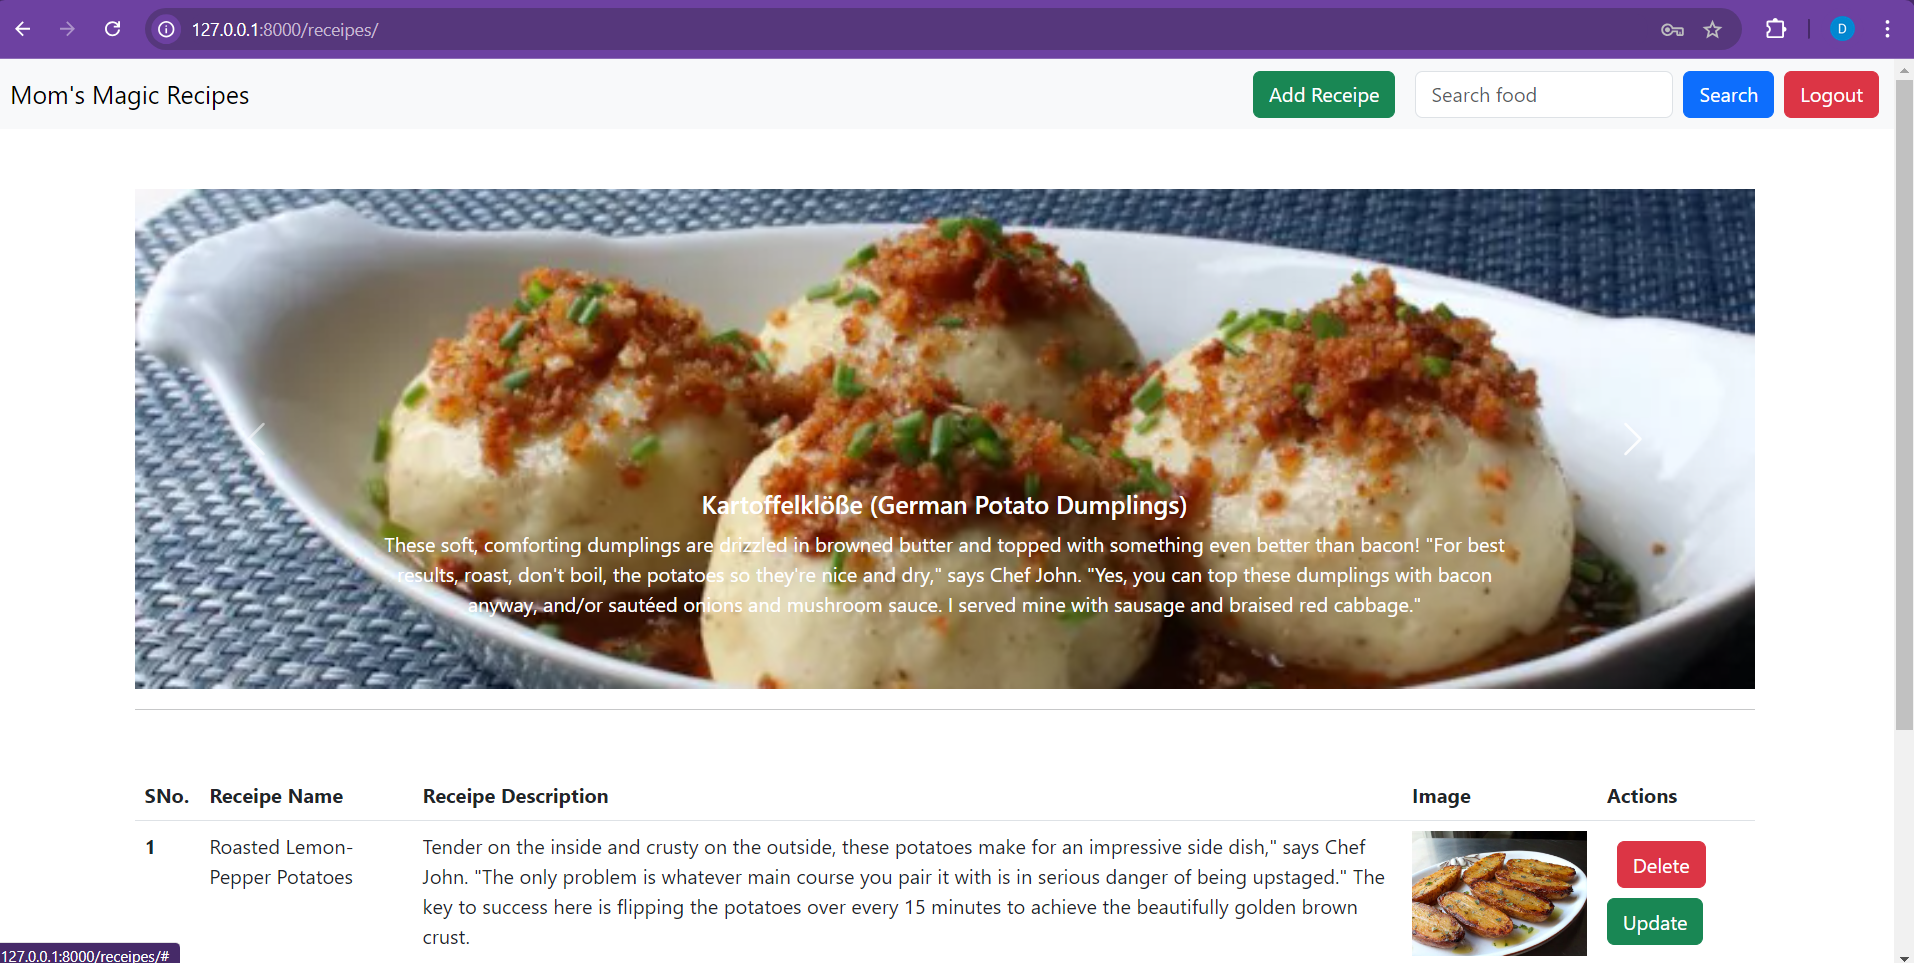 127.0.0.1:8000/receipes/
D
Mom's Magic Recipes
Add Receipe
Search food
Search
Logout
Kartoffelklöße (German Potato Dumplings)
These soft, comforting dumplings are drizzled in browned butter and topped with something even better than bacon! "For best
results, roast, don't boil, the potatoes so they're nice and dry," says Chef John. "Yes, you can top these dumplings with bacon
anyway, and/or sautéed onions and mushroom sauce. I served mine with sausage and braised red cabbage."
SNo. Receipe Name Receipe Description Image Actions
1
Roasted Lemon-
Pepper Potatoes
Tender on the inside and crusty on the outside, these potatoes make for an impressive side dish," says Chef
John. "The only problem is whatever main course you pair it with is in serious danger of being upstaged." The
key to success here is flipping the potatoes over every 15 minutes to achieve the beautifully golden brown
crust.
Delete
Update
127.0.0.1:8000/receipes/#